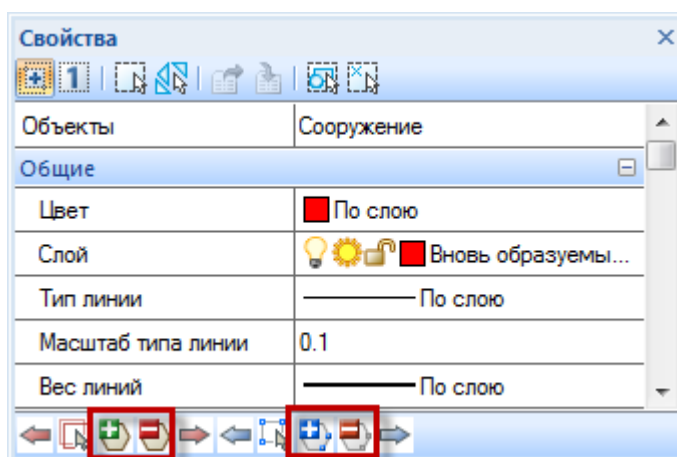 Свойства
1
Объекты Сооружение
Общие
Цвет По слою
Слой Вновь образуемы...
Тип линии По слою
Масштаб типа линии 0.1
Вес линий По слою